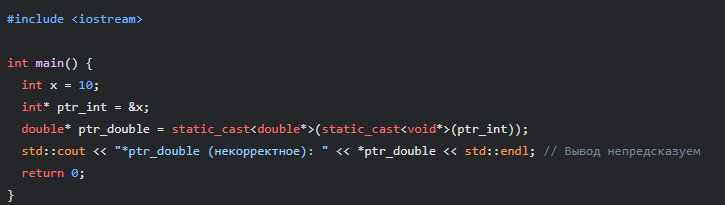 #include <iostream>

int main() {
  int x = 10;
  int* ptr_int = &x;
  double* ptr_double = static_cast<double*>(static_cast<void*>(ptr_int));
  std::cout << "*ptr_double (некорректное): " << *ptr_double << std::endl; // Вывод непредсказуем
  return 0;
}